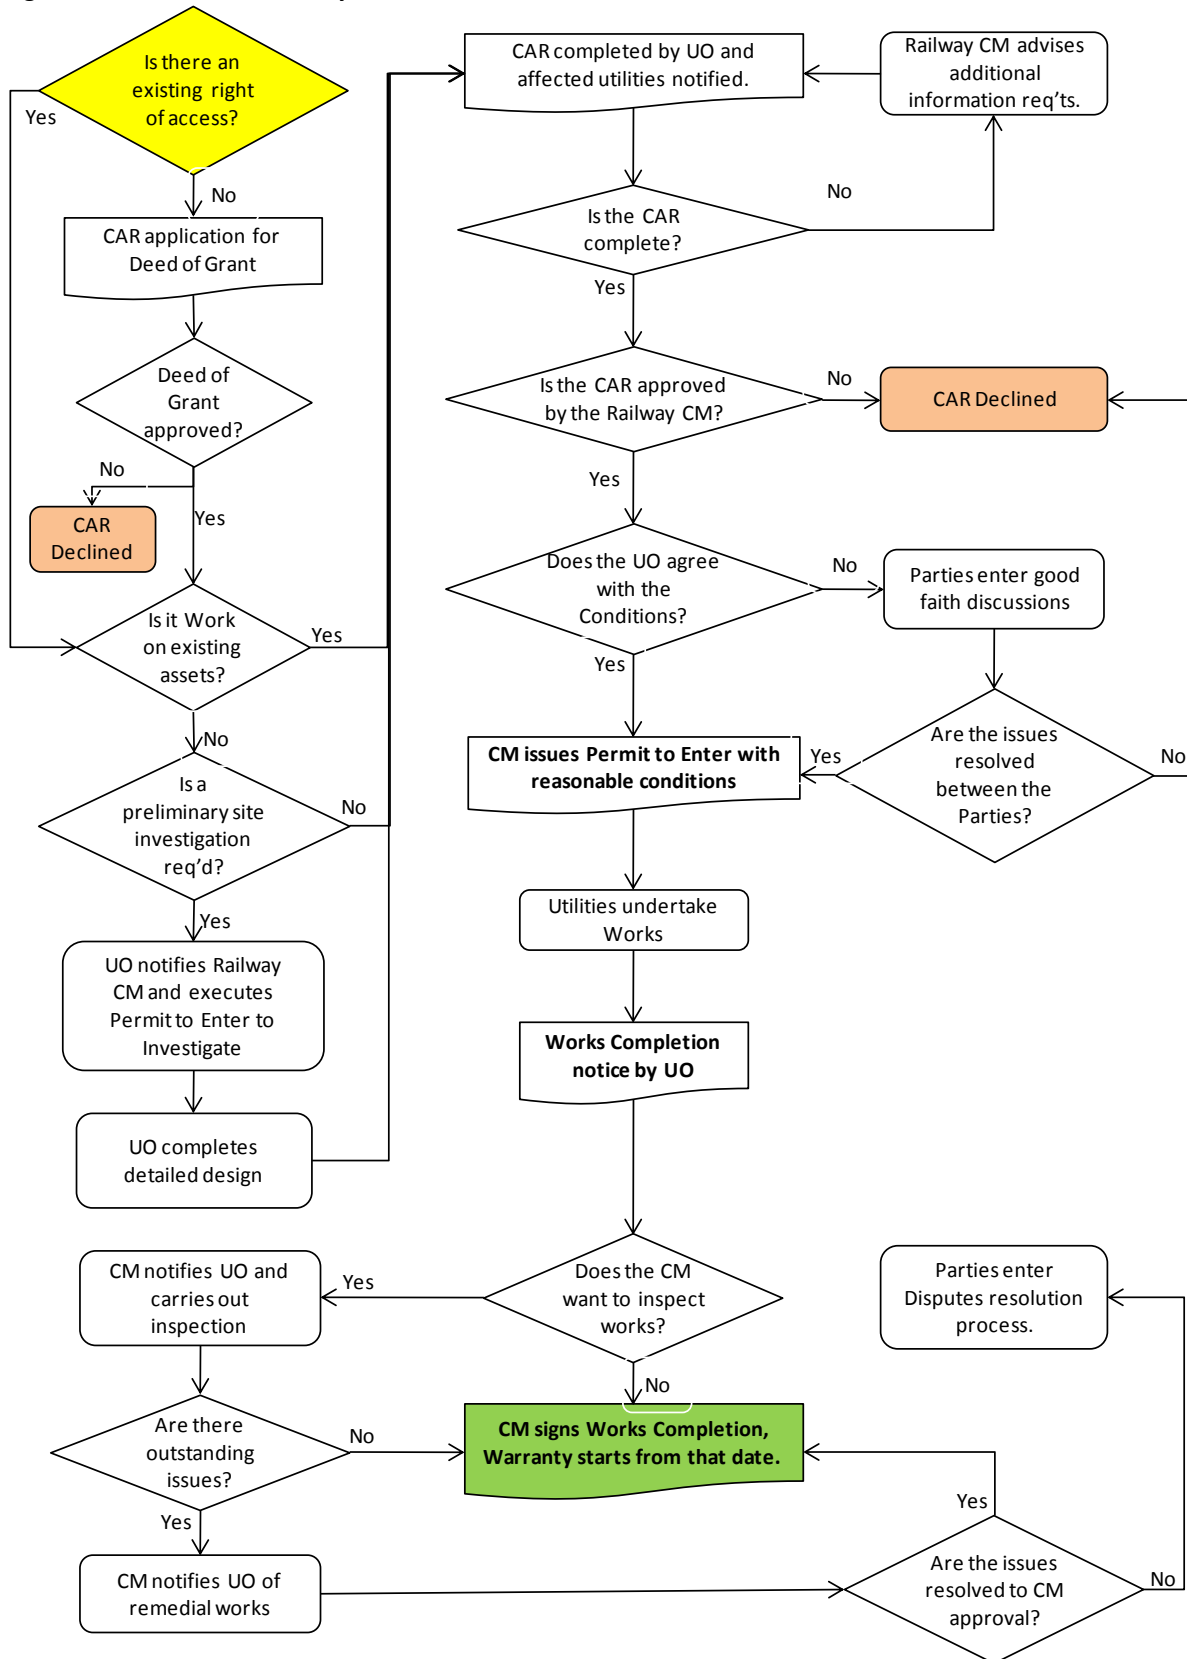 Is there an
existing right
of access?
Yes
No
CAR application for
Deed of Grant
Deed of
Grant
approved?
No
CAR
Declined
Yes
Is it Work
on existing
assets?
Yes
No
Is a
preliminary site
investigation
req'd?
No
Yes
UO notifies Railway
CM and executes
Permit to Enter to
Investigate
UO completes
detailed design
CAR completed by UO and
affected utilities notified.
Railway CM advises
additional
information req'ts.
No
Is the CAR
complete?
Yes
Is the CAR approved
by the Railway CM?
No
CAR Declined
Yes
Does the UO agree
with the
Conditions?
No
Parties enter good
faith discussions
Yes
Are the issues
resolved
between the
Parties?
Yes
No
CM issues Permit to Enter with
reasonable conditions
Utilities undertake
Works
Works Completion
notice by UO
Does the CM
want to inspect
works?
Yes
No
CM notifies UO and
carries out
inspection
Parties enter
Disputes resolution
process.
Are there
outstanding
issues?
No
CM signs Works Completion,
Warranty starts from that date.
Yes
CM notifies UO of
remedial works
Yes
Are the issues
resolved to CM
approval?
No